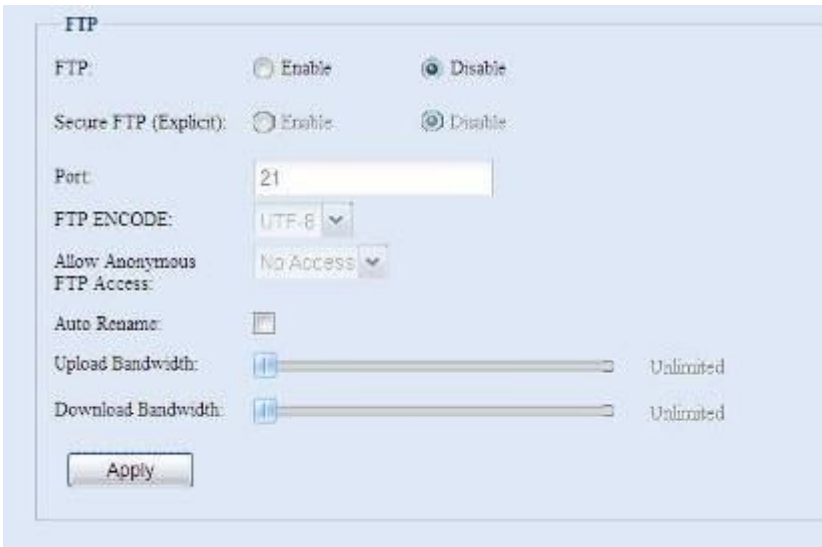 FTP
FTP: Enable Disable
Secure FTP (Explicit): Enable Disable
Port: 21
FTP ENCODE: UTF-8
Allow Anonymous
FTP Access: No Access
Auto Rename:
Upload Bandwidth: Unlimited
Download Bandwidth: Unlimited
Apply